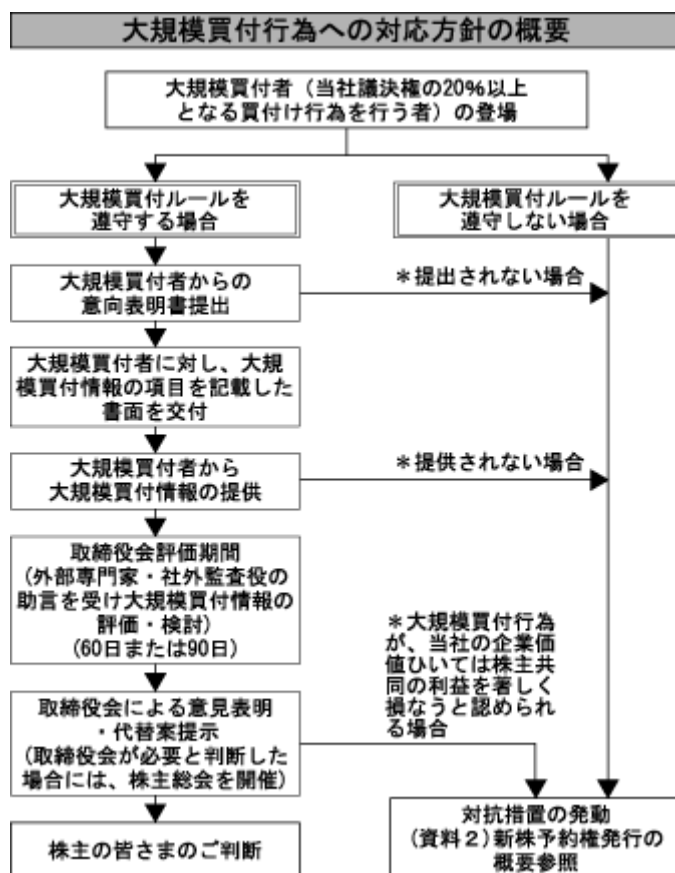 大規模買付行為への対応方針の概要
大規模買付者（当社議決権の20%以上
となる買付け行為を行う者）の登場
大規模買付ルールを
遵守する場合
大規模買付ルールを
遵守しない場合
大規模買付者からの
意向表明書提出
＊提出されない場合
大規模買付者に対し、大規
模買付情報の項目を記載した
書面を交付
大規模買付者から
大規模買付情報の提供
＊提供されない場合
取締役会評価期間
(外部専門家・社外監査役の
助言を受け大規模買付情報の
評価・検討)
(60日または90日)
＊大規模買付行為
が、当社の企業価
値ひいては株主共
同の利益を著しく
損なうと認められ
る場合
取締役会による意見表明
・代替案提示
(取締役会が必要と判断した
場合には、株主総会を開催)
株主の皆さまのご判断
対抗措置の発動
(資料２)新株予約権発行の
概要参照